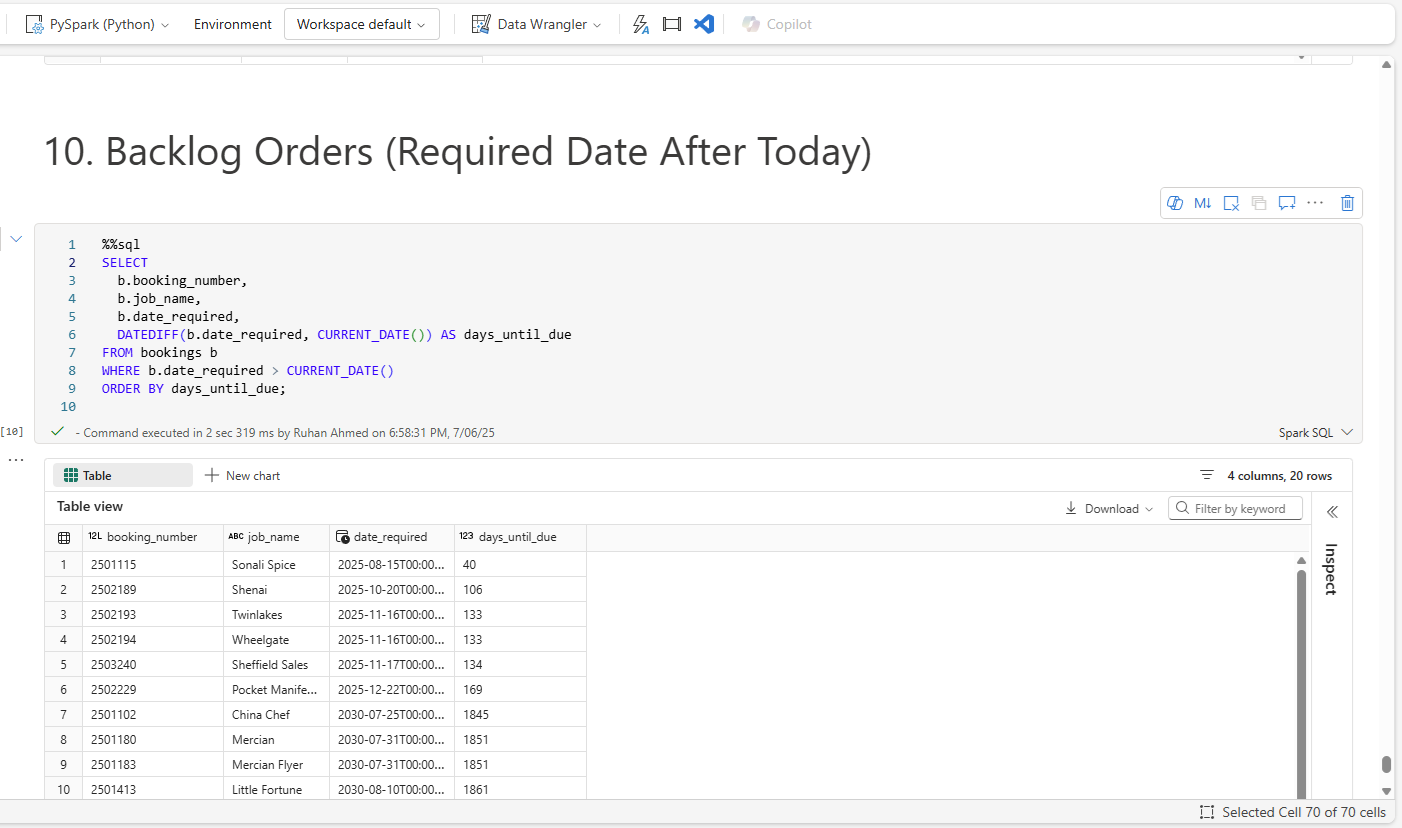 PySpark (Python) Environment Workspace default Data Wrangler Copilot
10. Backlog Orders (Required Date After Today)
M↓ ...
1 %%sql
2 SELECT
3 b.booking_number,
4 b.job_name,
5 b.date_required,
6 DATEDIFF(b.date_required, CURRENT_DATE()) AS days_until_due
7 FROM bookings b
8 WHERE b.date_required > CURRENT_DATE()
9 ORDER BY days_until_due;
10
[10] - Command executed in 2 sec 319 ms by Ruhan Ahmed on 6:58:31 PM, 7/06/25 Spark SQL
...
Table New chart 4 columns, 20 rows
Table view Download Filter by keyword
Inspect
12L booking_number ABC job_name date_required 123 days_until_due
1 2501115 Sonali Spice 2025-08-15T00:00... 40
2 2502189 Shenai 2025-10-20T00:00... 106
3 2502193 Twinlakes 2025-11-16T00:00... 133
4 2502194 Wheelgate 2025-11-16T00:00... 133
5 2503240 Sheffield Sales 2025-11-17T00:00... 134
6 2502229 Pocket Manife... 2025-12-22T00:00... 169
7 2501102 China Chef 2030-07-25T00:00... 1845
8 2501180 Mercian 2030-07-31T00:00... 1851
9 2501183 Mercian Flyer 2030-07-31T00:00... 1851
10 2501413 Little Fortune 2030-08-10T00:00... 1861
Selected Cell 70 of 70 cells